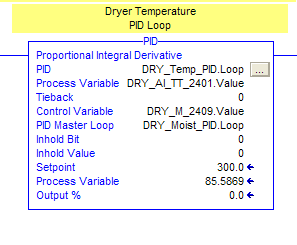 Dryer Temperature
PID Loop
PID
Proportional Integral Derivative
PID DRY_Temp_PID.Loop ...
Process Variable DRY_AI_TT_2401.Value
Tieback 0
Control Variable DRY_M_2409.Value
PID Master Loop DRY_Moist_PID.Loop
Inhold Bit 0
Inhold Value 0
Setpoint 300.0
Process Variable 85.5869
Output % 0.0